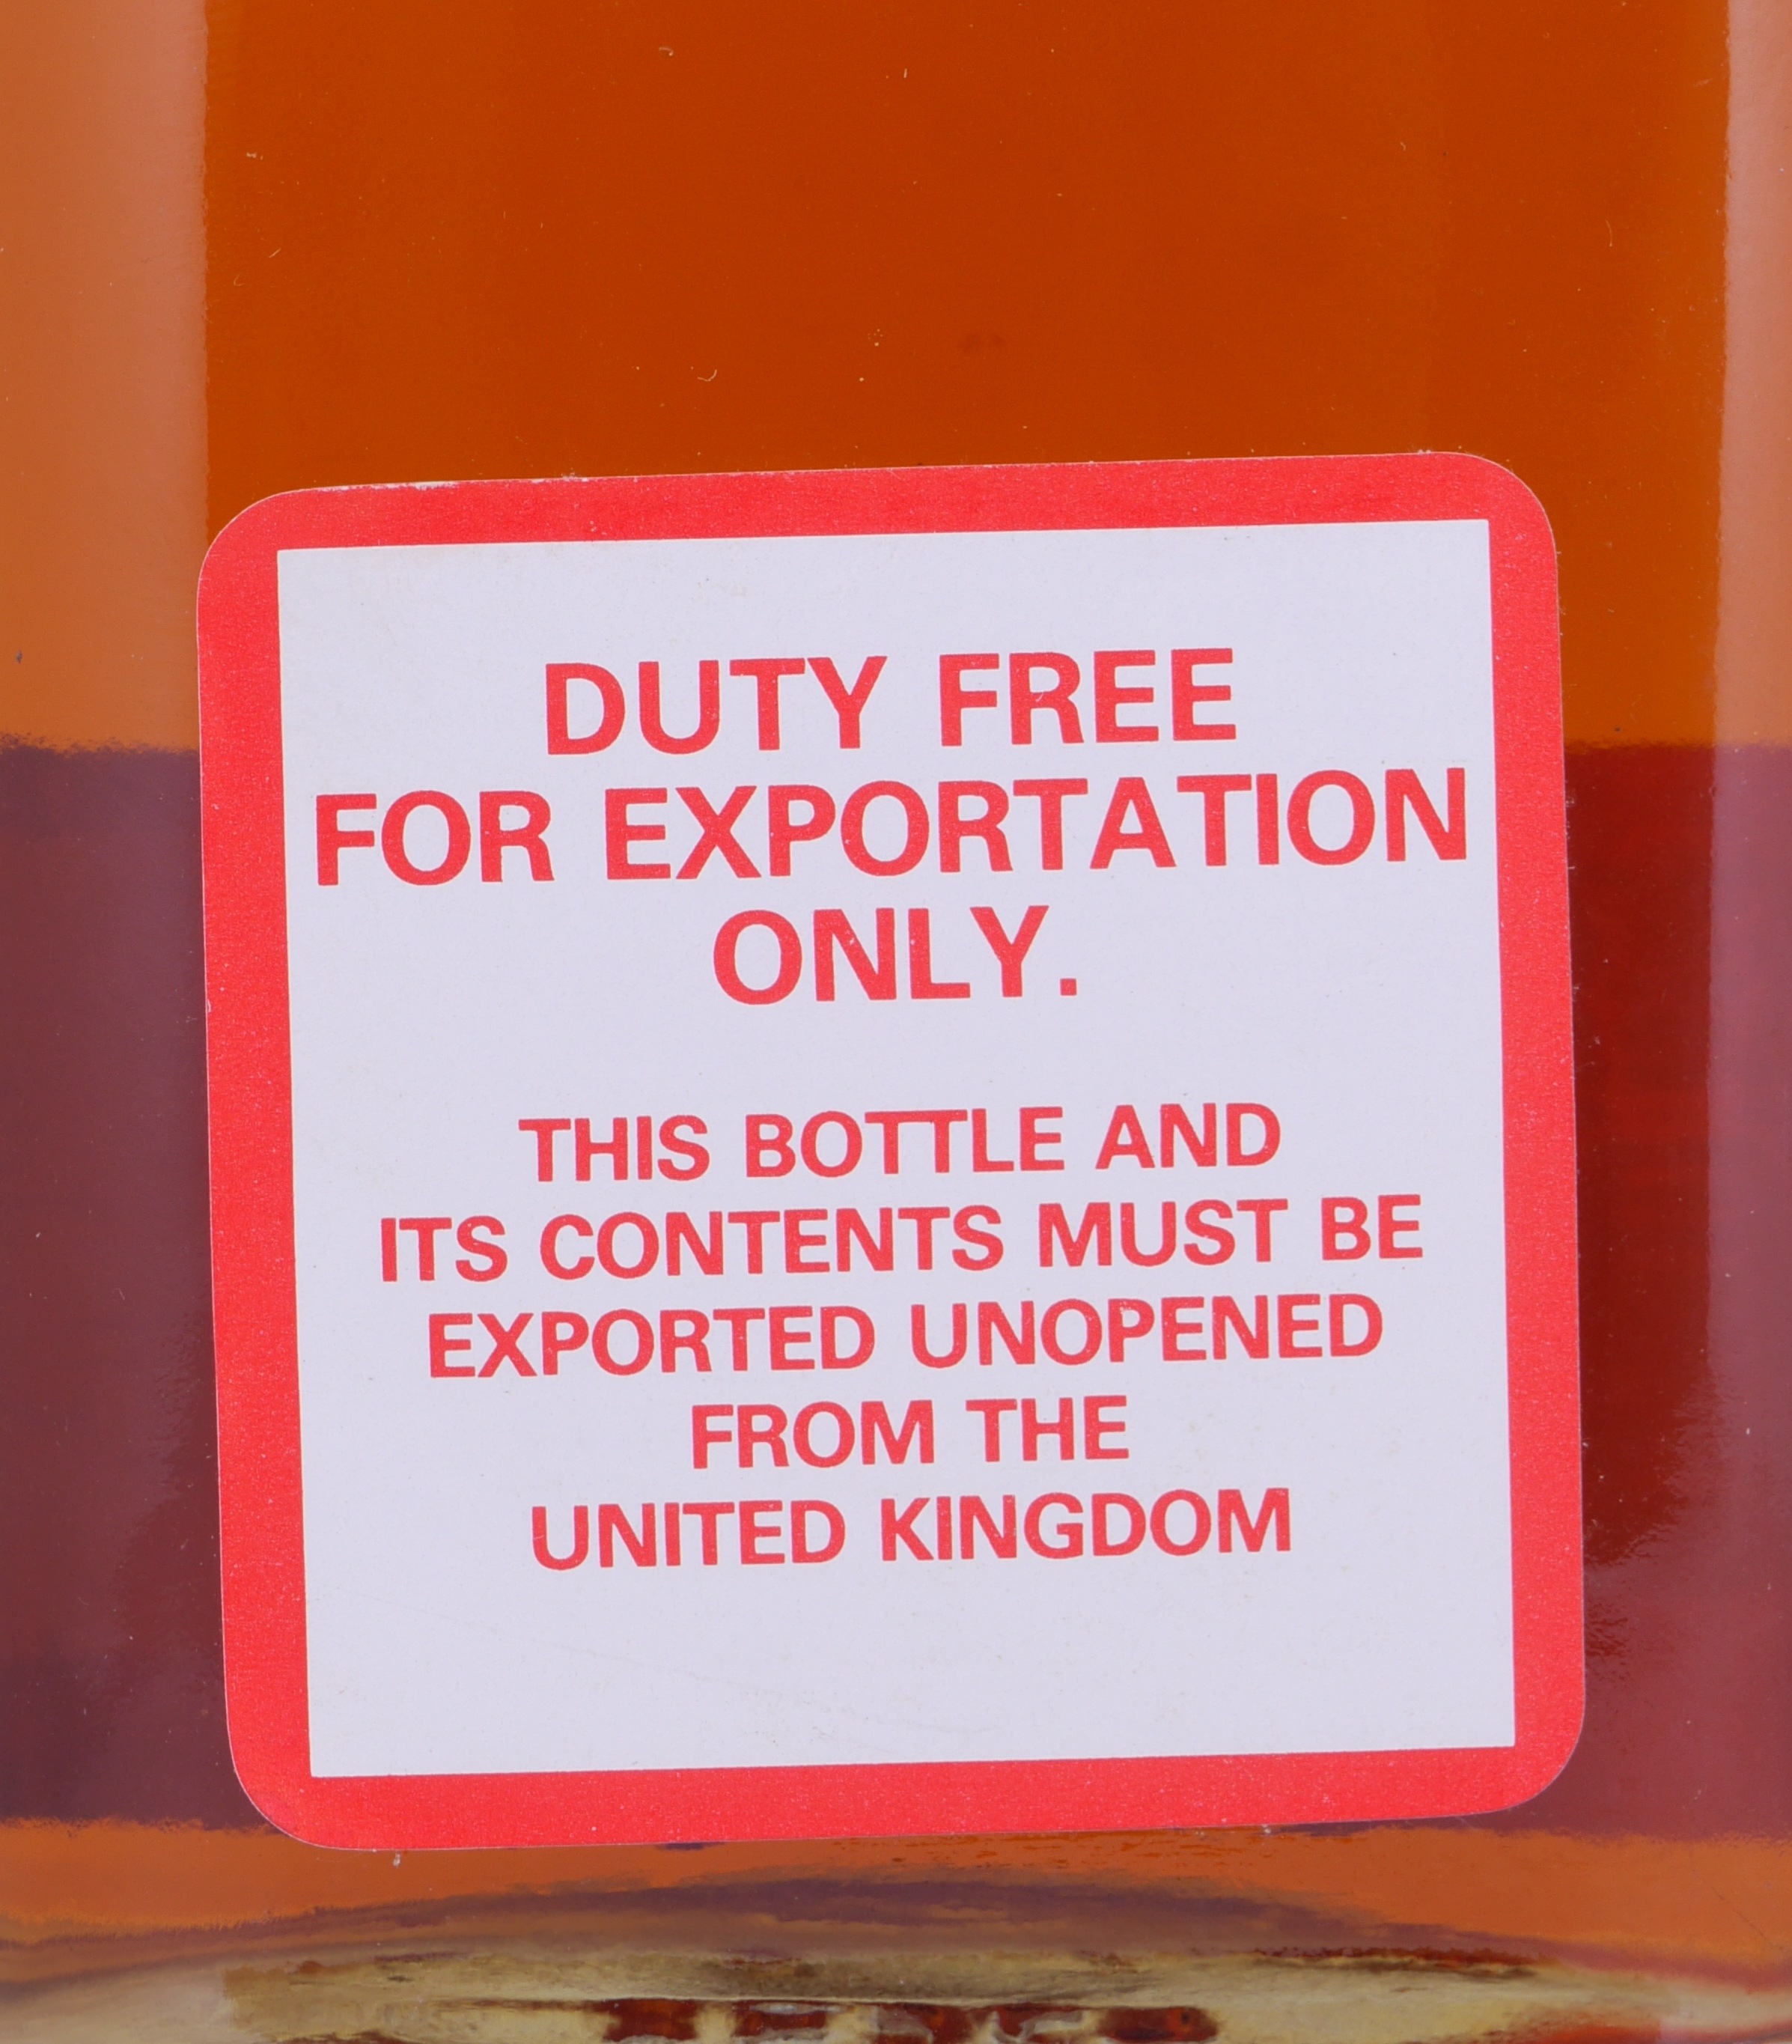 DUTY FREE
FOR EXPORTATION
ONLY.
THIS BOTTLE AND
ITS CONTENTS MUST BE
EXPORTED UNOPENED
FROM THE
UNITED KINGDOM